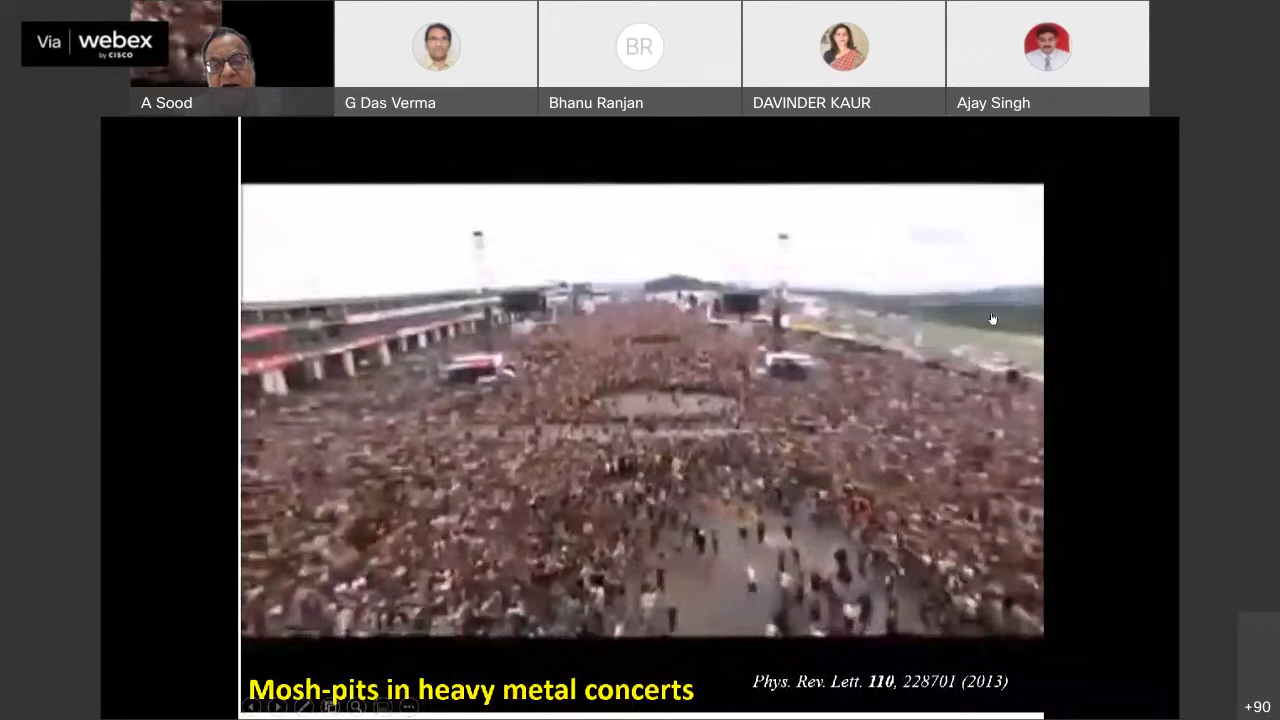 Via webex
by CISCO
A Sood
G Das Verma
BR
Bhanu Ranjan
DAVINDER KAUR
Ajay Singh
Mosh-pits in heavy metal concerts
Phys. Rev. Lett. 110, 228701 (2013)
+90